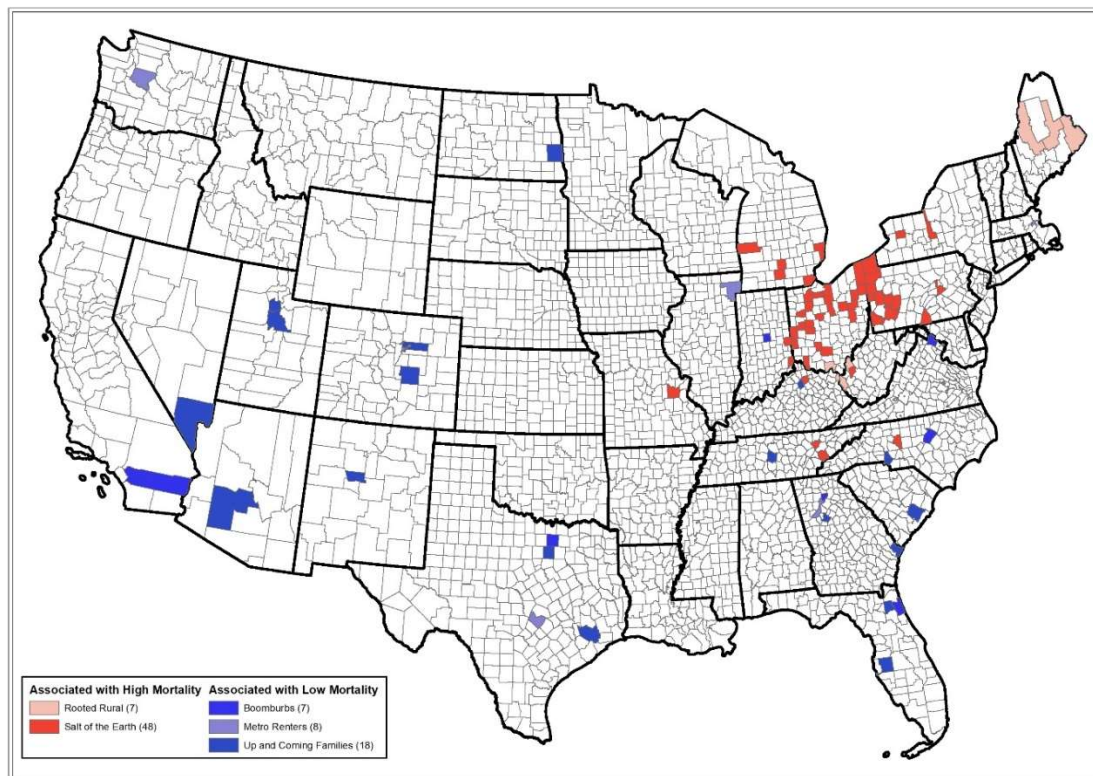 Associated with High Mortality
Rooted Rural (7)
Salt of the Earth (48)
Associated with Low Mortality
Boomburbs (7)
Metro Renters (8)
Up and Coming Families (18)